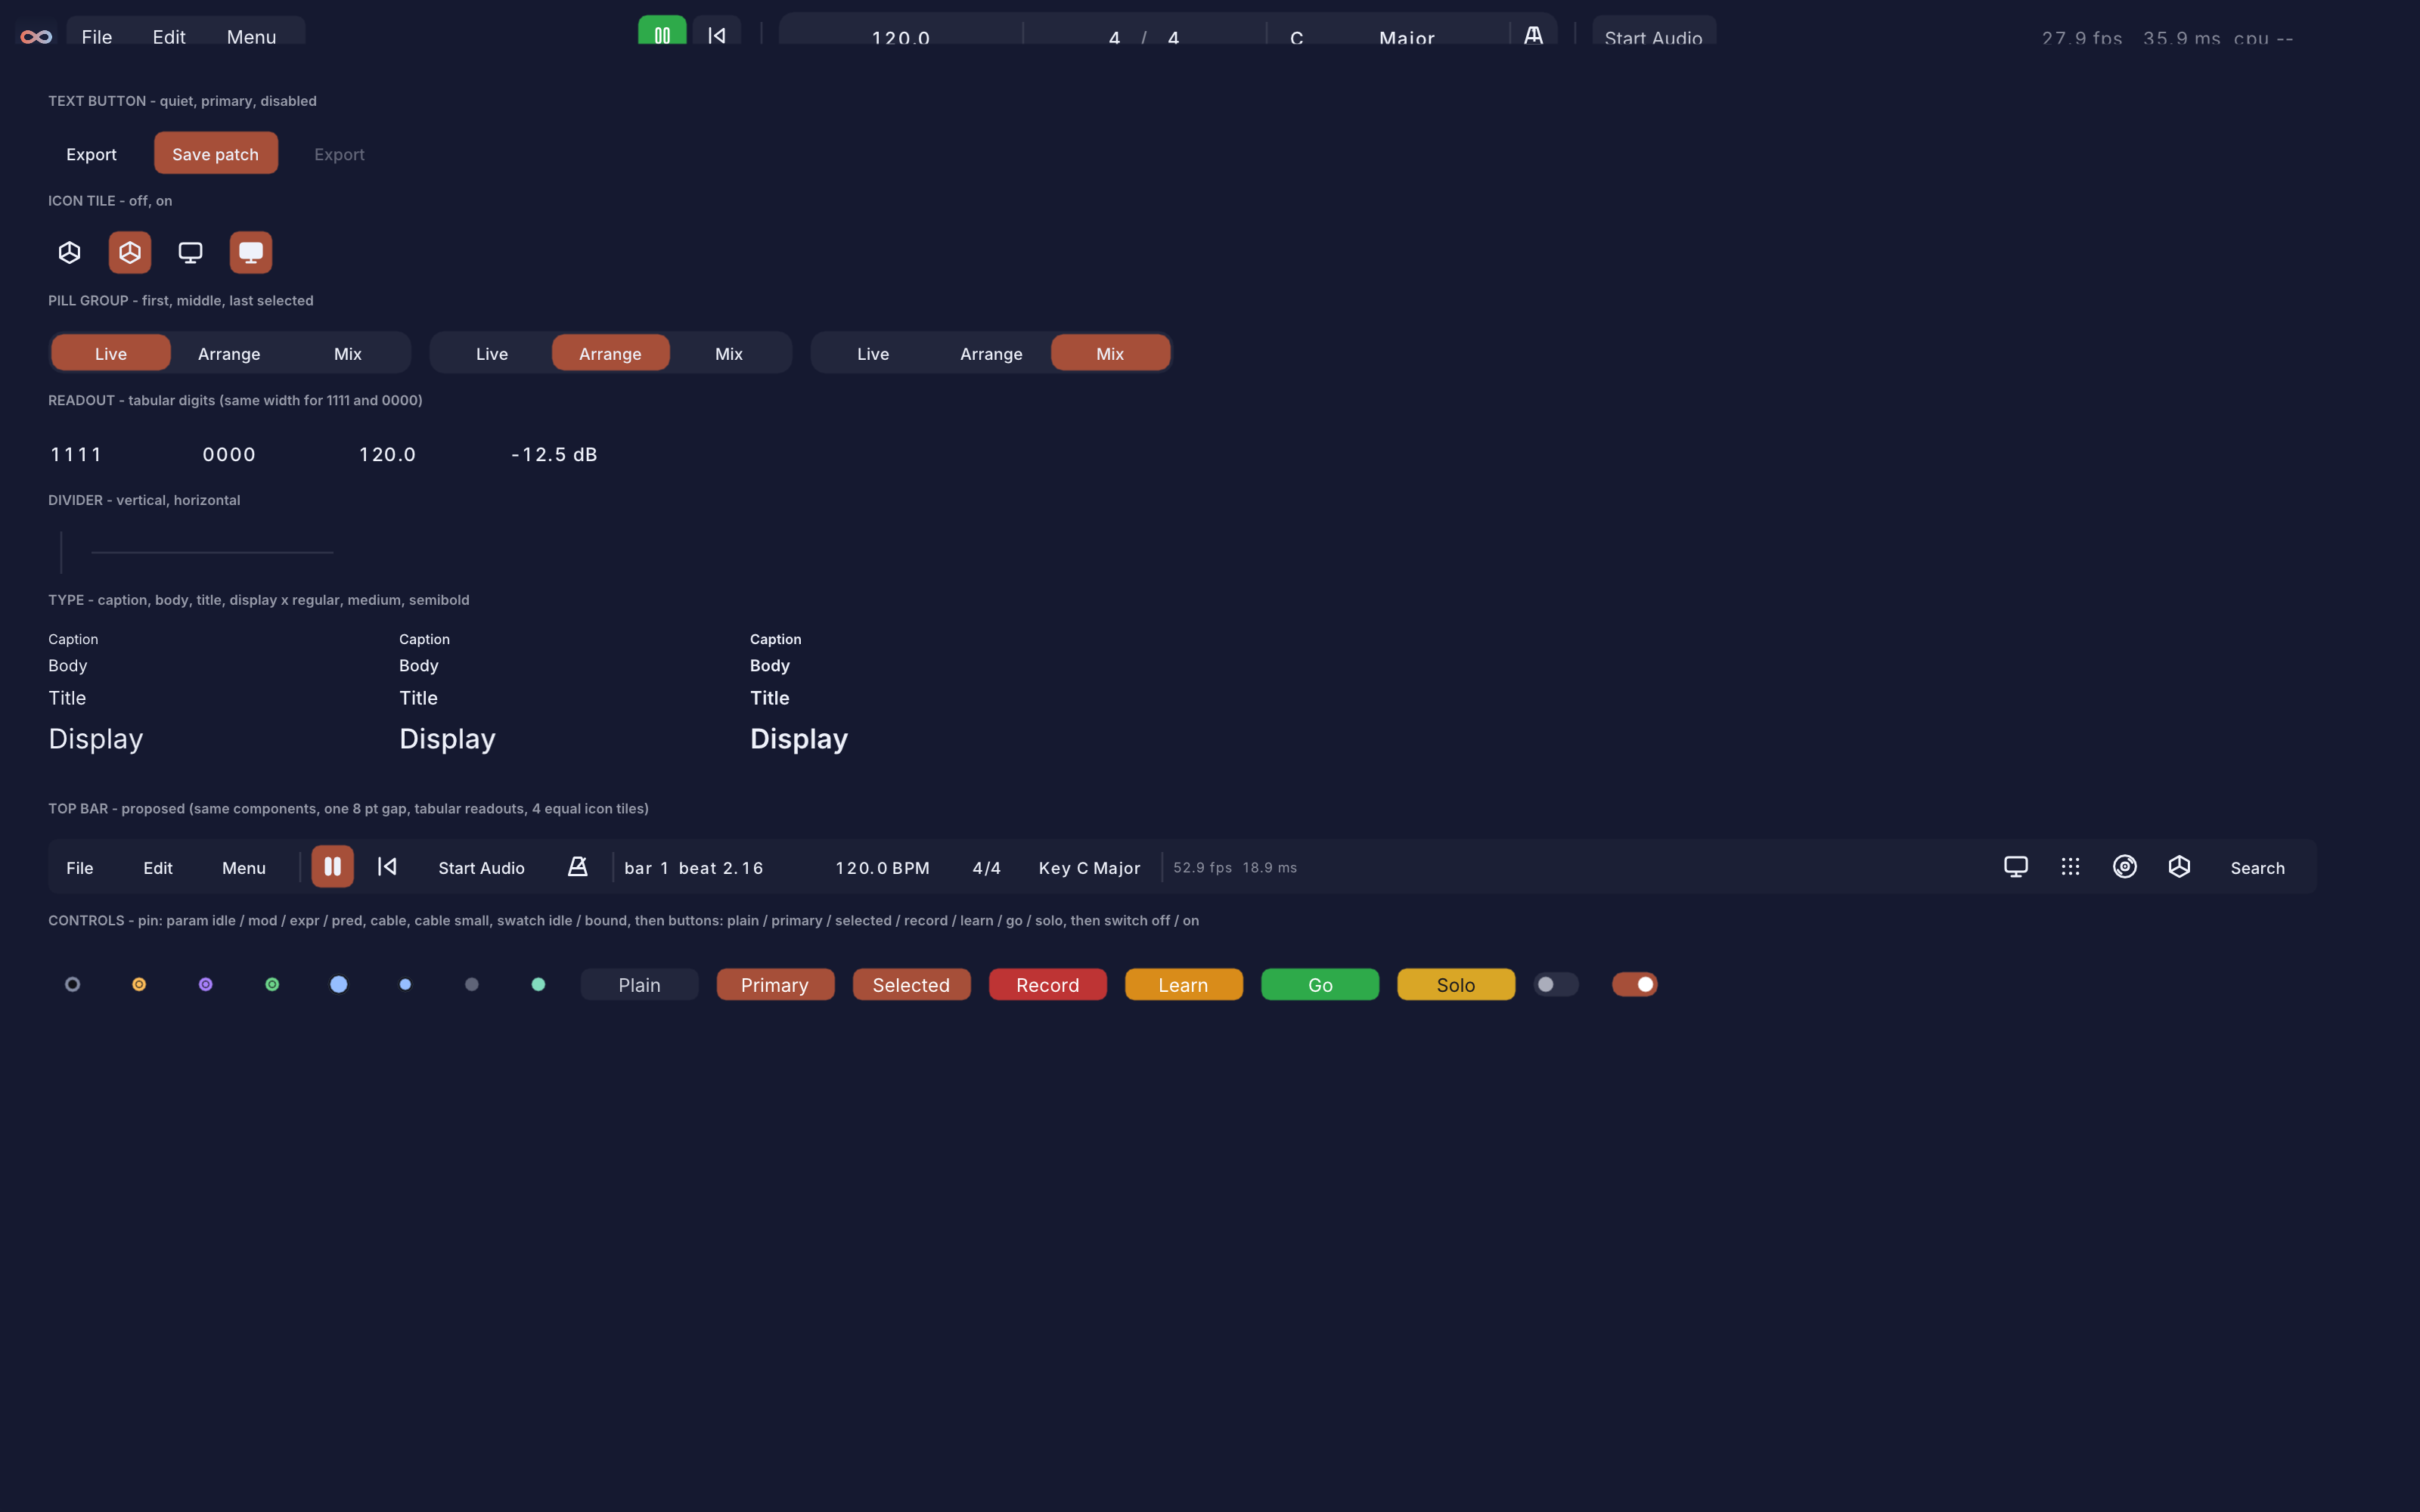 File Edit Menu 120.0 4 / 4 C Major Start Audio 27.9 fps 35.9 ms cpu --
TEXT BUTTON - quiet, primary, disabled
Export Save patch Export
ICON TILE - off, on
PILL GROUP - first, middle, last selected
Live Arrange Mix Live Arrange Mix Live Arrange Mix
READOUT - tabular digits (same width for 1111 and 0000)
1111 0000 120.0 -12.5 dB
DIVIDER - vertical, horizontal
TYPE - caption, body, title, display x regular, medium, semibold
Caption Caption Caption
Body Body Body
Title Title Title
Display Display Display
TOP BAR - proposed (same components, one 8 pt gap, tabular readouts, 4 equal icon tiles)
File Edit Menu Start Audio bar 1 beat 2.16 120.0 BPM 4/4 Key C Major 52.9 fps 18.9 ms Search
CONTROLS - pin: param idle / mod / expr / pred, cable, cable small, swatch idle / bound, then buttons: plain / primary / selected / record / learn / go / solo, then switch off / on
Plain Primary Selected Record Learn Go Solo